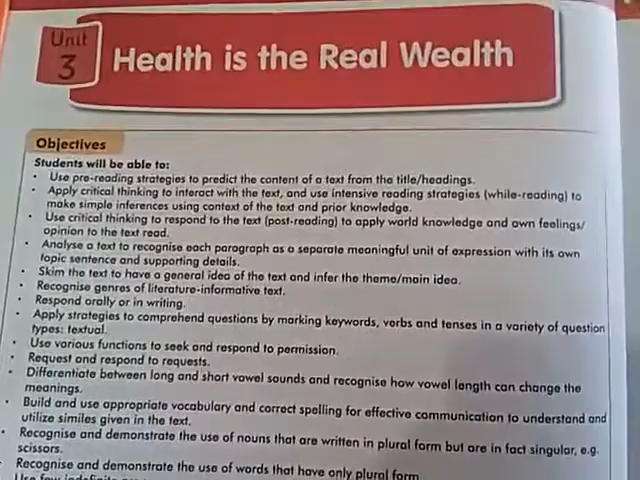 Unit
3
Health is the Real Wealth
Objectives
Students will be able to:
• Use pre-reading strategies to predict the content of a text from the title/headings.
• Apply critical thinking to interact with the text, and use intensive reading strategies (while-reading) to
make simple inferences using context of the text and prior knowledge.
• Use critical thinking to respond to the text (post-reading) to apply world knowledge and own feelings/
opinion to the text read.
• Analyse a text to recognise each paragraph as a separate meaningful unit of expression with its own
topic sentence and supporting details.
• Skim the text to have a general idea of the text and infer the theme/main idea.
• Recognise genres of literature-informative text.
• Respond orally or in writing.
• Apply strategies to comprehend questions by marking keywords, verbs and tenses in a variety of question
types: textual.
• Use various functions to seek and respond to permission.
• Request and respond to requests.
• Differentiate between long and short vowel sounds and recognise how vowel length can change the
meanings.
• Build and use appropriate vocabulary and correct spelling for effective communication to understand and
utilize similes given in the text.
• Recognise and demonstrate the use of nouns that are written in plural form but are in fact singular, e.g.
scissors.
• Recognise and demonstrate the use of words that have only plural form
Use few indefinite